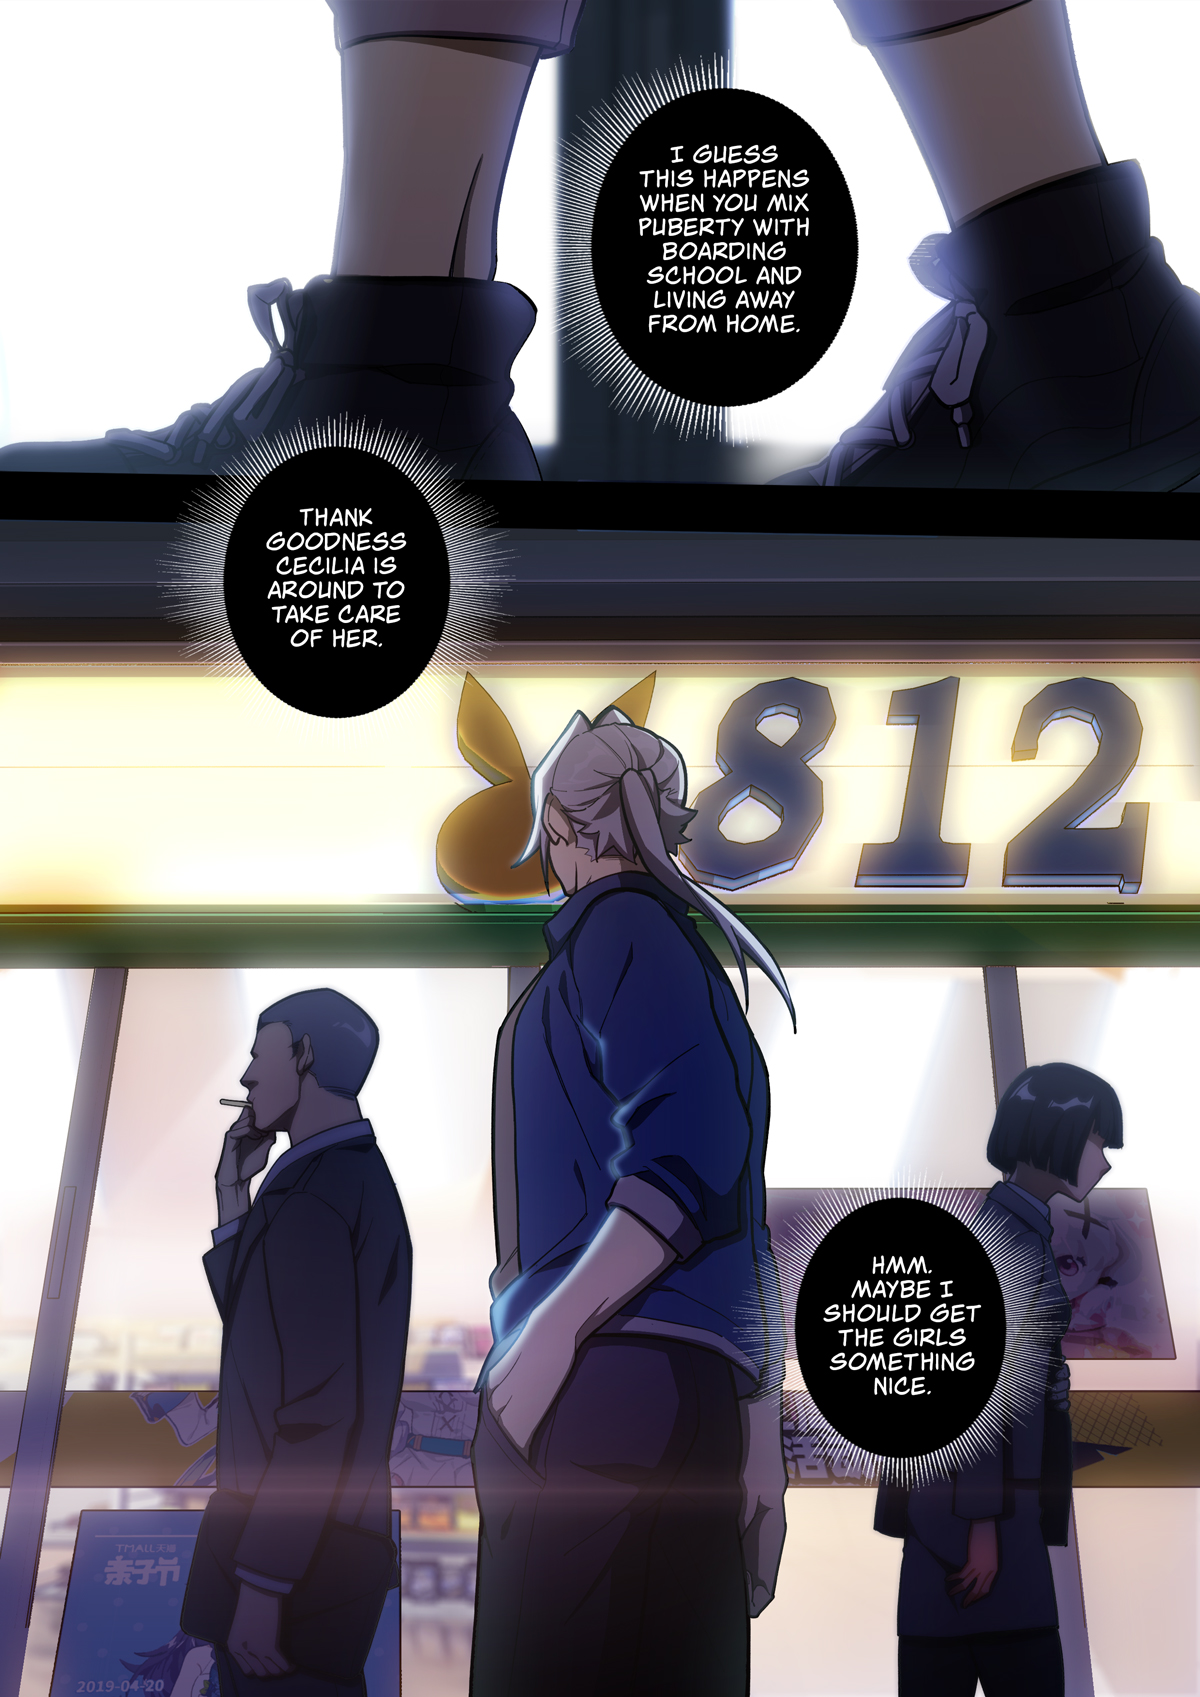 I GUESS
THIS HAPPENS
WHEN YOU MIX
PUBERTY WITH
BOARDING
SCHOOL AND
LIVING AWAY
FROM HOME.
THANK
GOODNESS
CECILIA IS
AROUND TO
TAKE CARE
OF HER.
812
HMM.
MAYBE I
SHOULD GET
THE GIRLS
SOMETHING
NICE.
TMALL天猫
亲子节
2019-04-20